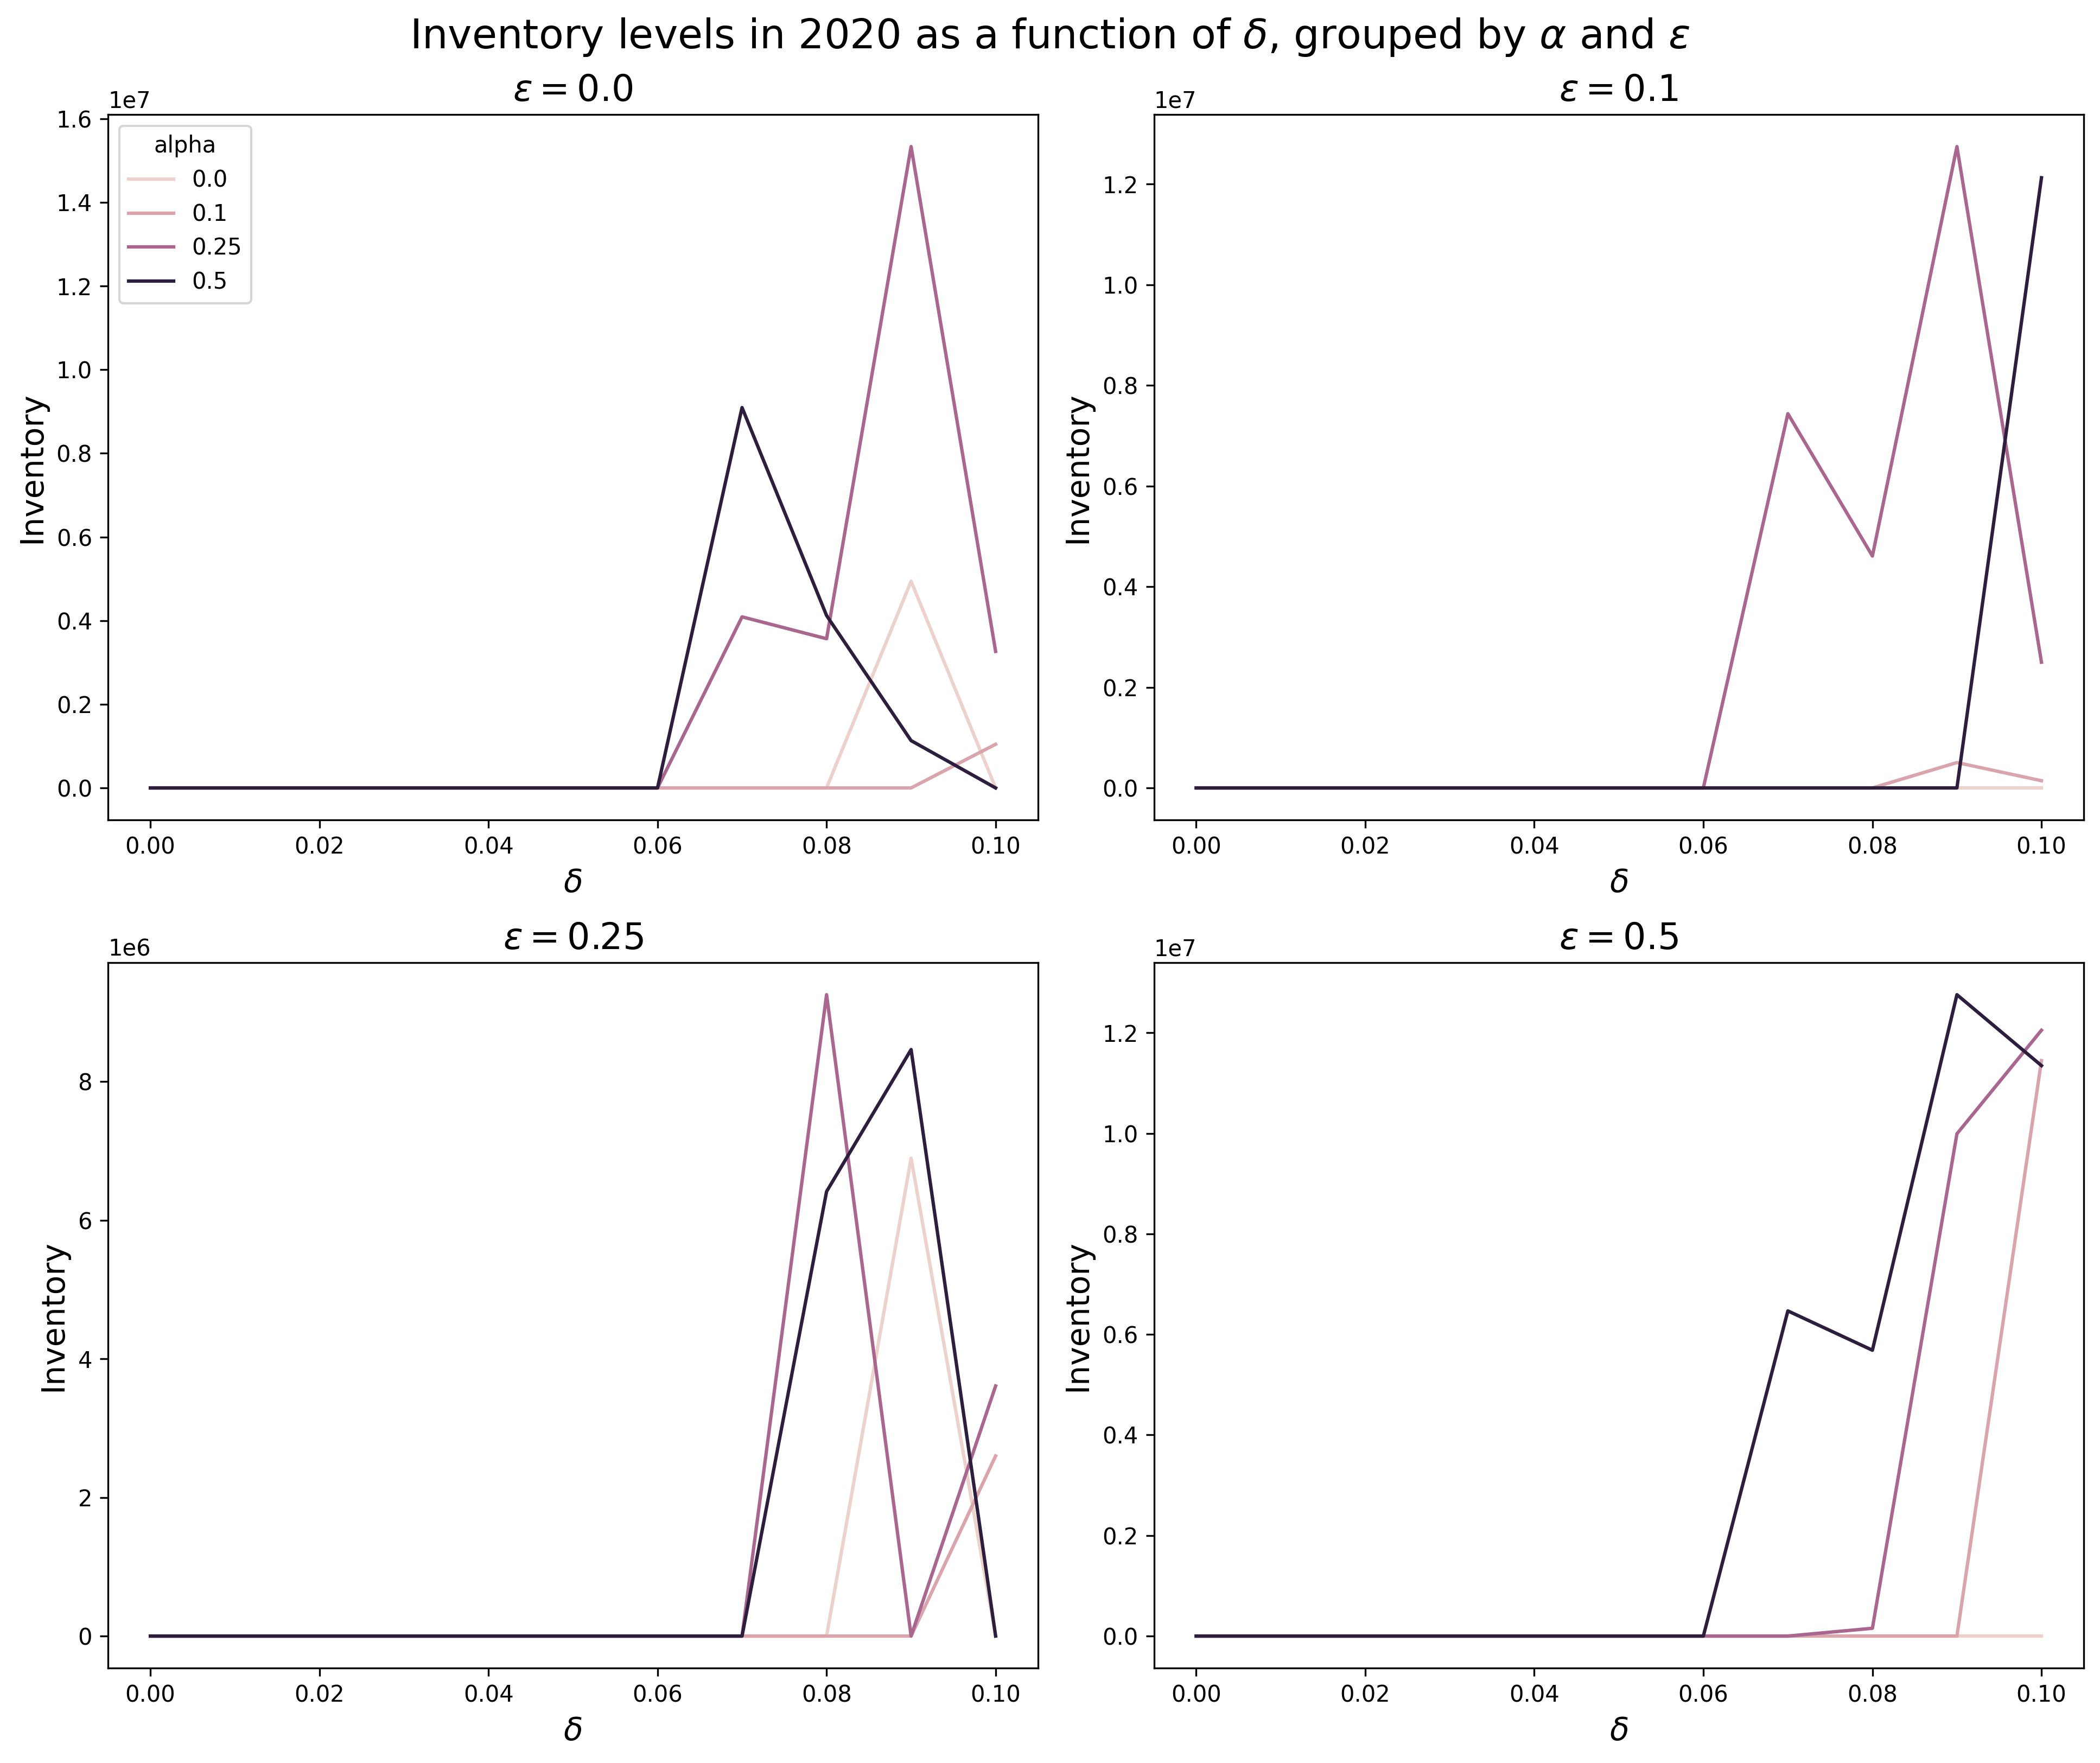 Inventory levels in 2020 as a function of δ, grouped by α and ε
ε = 0.0
1e7
1.6
1.4
1.2
1.0
0.8
0.6
0.4
0.2
0.0
Inventory
alpha
0.0
0.1
0.25
0.5
0.00 0.02 0.04 0.06 0.08 0.10
δ
ε = 0.1
1e7
1.2
1.0
0.8
0.6
0.4
0.2
0.0
Inventory
0.00 0.02 0.04 0.06 0.08 0.10
δ
ε = 0.25
1e6
8
6
4
2
0
Inventory
0.00 0.02 0.04 0.06 0.08 0.10
δ
ε = 0.5
1e7
1.2
1.0
0.8
0.6
0.4
0.2
0.0
Inventory
0.00 0.02 0.04 0.06 0.08 0.10
δ